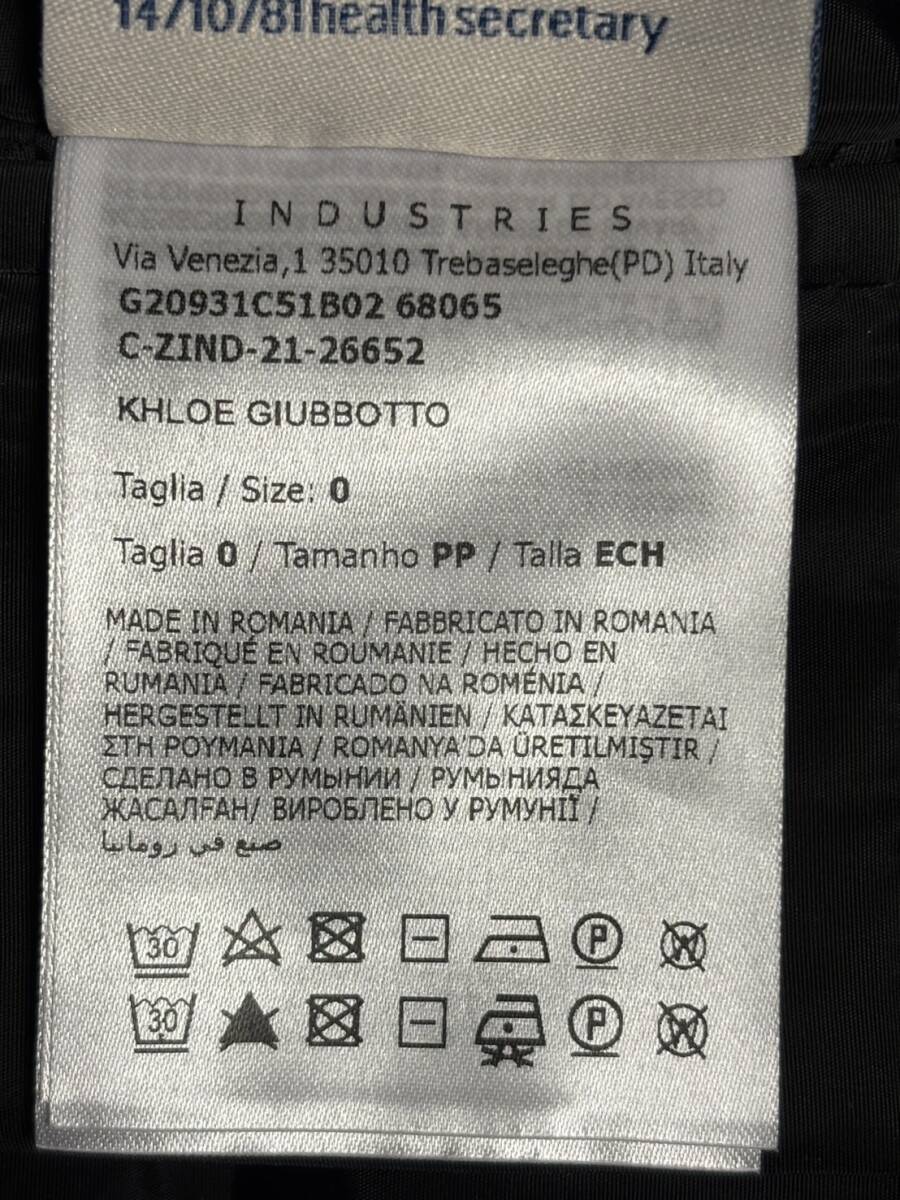 14/10/81 health secretary
INDUSTRIES
Via Venezia,1 35010 Trebaseleghe(PD) Italy
G20931C51B02 68065
C-ZIND-21-26652
KHLOE GIUBBOTTO
Taglia / Size: 0
Taglia 0 / Tamanho PP / Talla ECH
MADE IN ROMANIA / FABBRICATO IN ROMANIA
/ FABRIQUÉ EN ROUMANIE / HECHO EN
RUMANIA / FABRICADO NA ROMÉNIA /
HERGESTELLT IN RUMÄNIEN / ΚΑΤΑΣΚΕΥΑΖΕΤΑΙ
ΣΤΗ ΡΟΥΜΑΝΙΑ / ROMANYA'DA ÜRETILMIŞTIR /
СДЕЛАНО В РУМЫНИИ / РУМЫНИЯДА
ЖАСАЛҒАН/ ВИРОБЛЕНО У РУМУНІЇ /
صنع في رومانيا
30 P W
30 P W